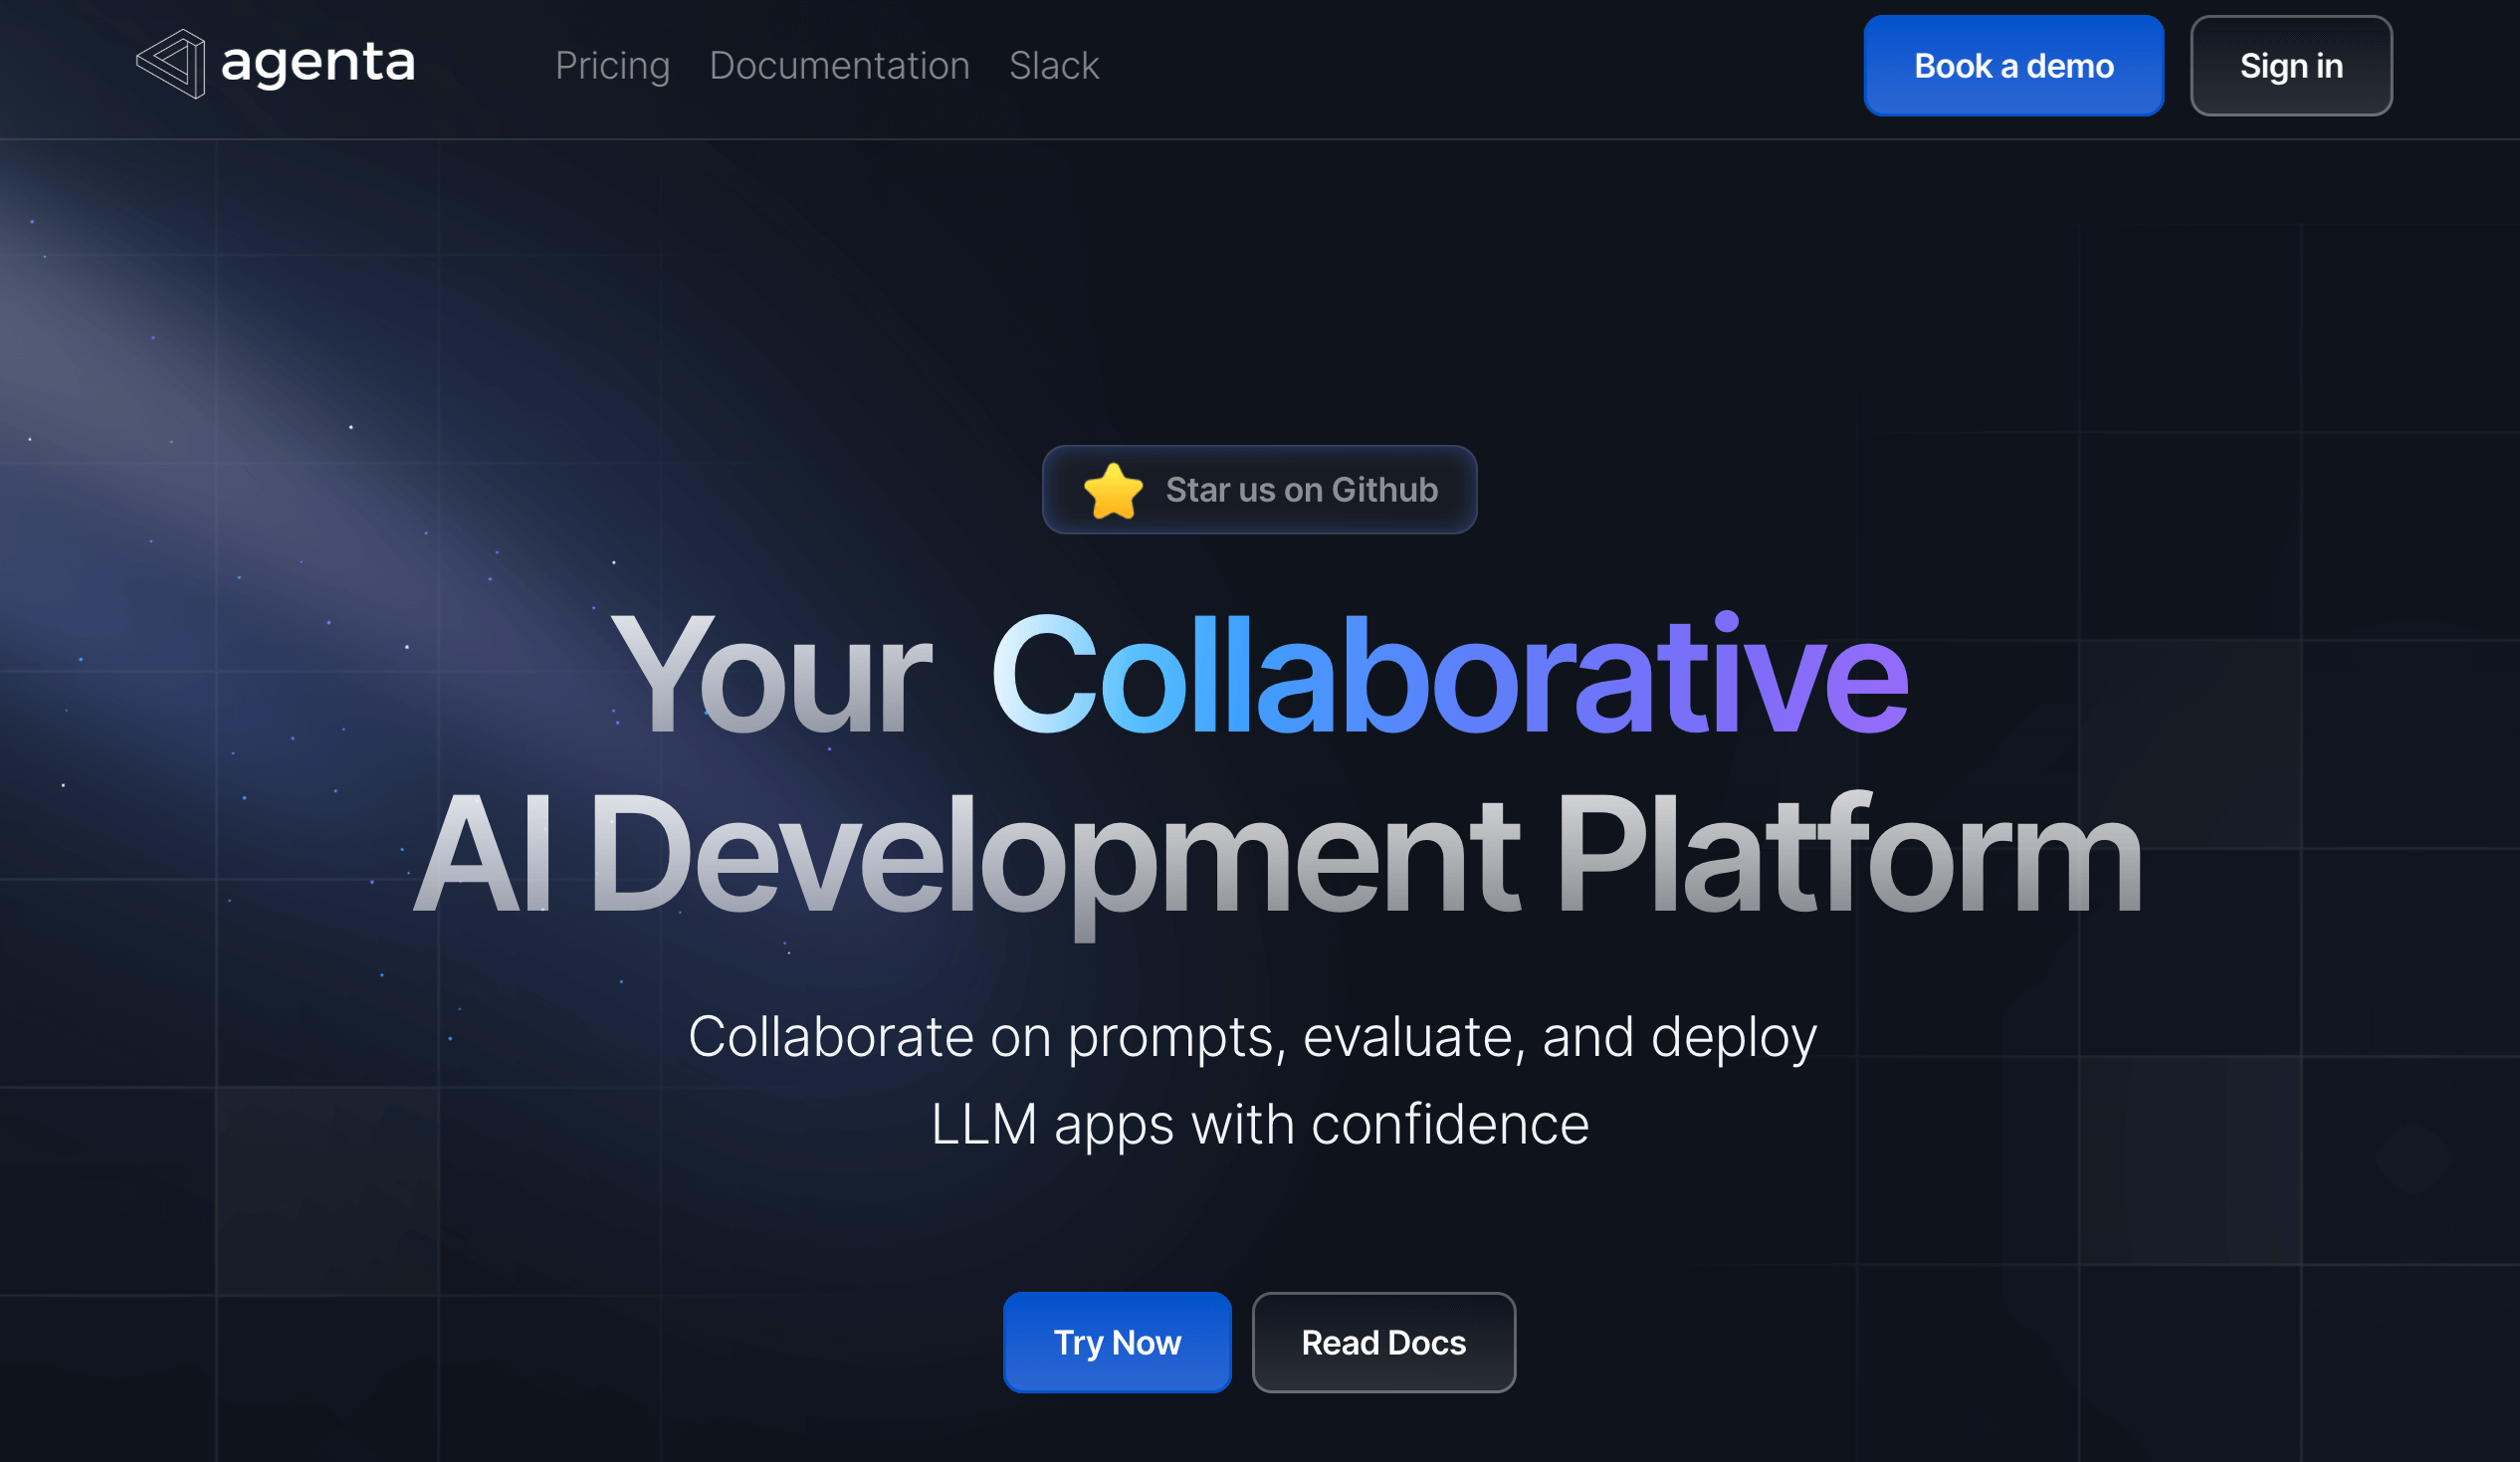 agenta
Pricing Documentation Slack
Book a demo
Sign in
Star us on Github
Your Collaborative
AI Development Platform
Collaborate on prompts, evaluate, and deploy
LLM apps with confidence
Try Now
Read Docs